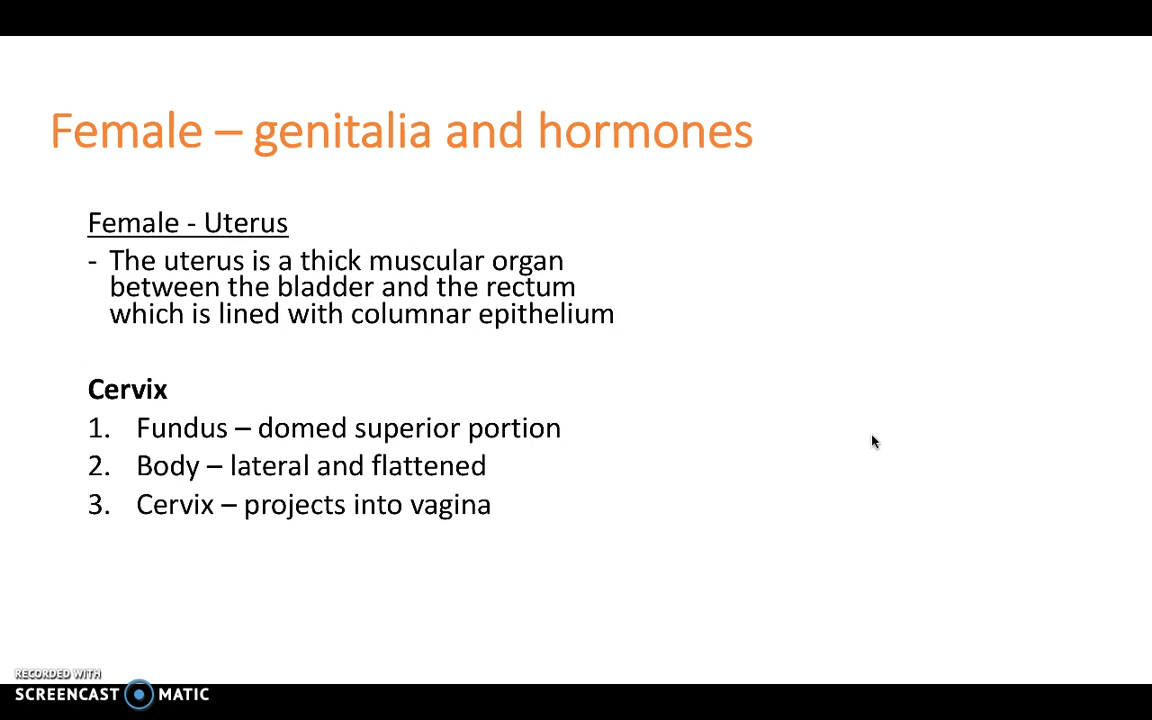 Female – genitalia and hormones
Female - Uterus
- The uterus is a thick muscular organ
between the bladder and the rectum
which is lined with columnar epithelium
Cervix
1. Fundus – domed superior portion
2. Body – lateral and flattened
3. Cervix – projects into vagina
RECORDED WITH
SCREENCAST MATIC